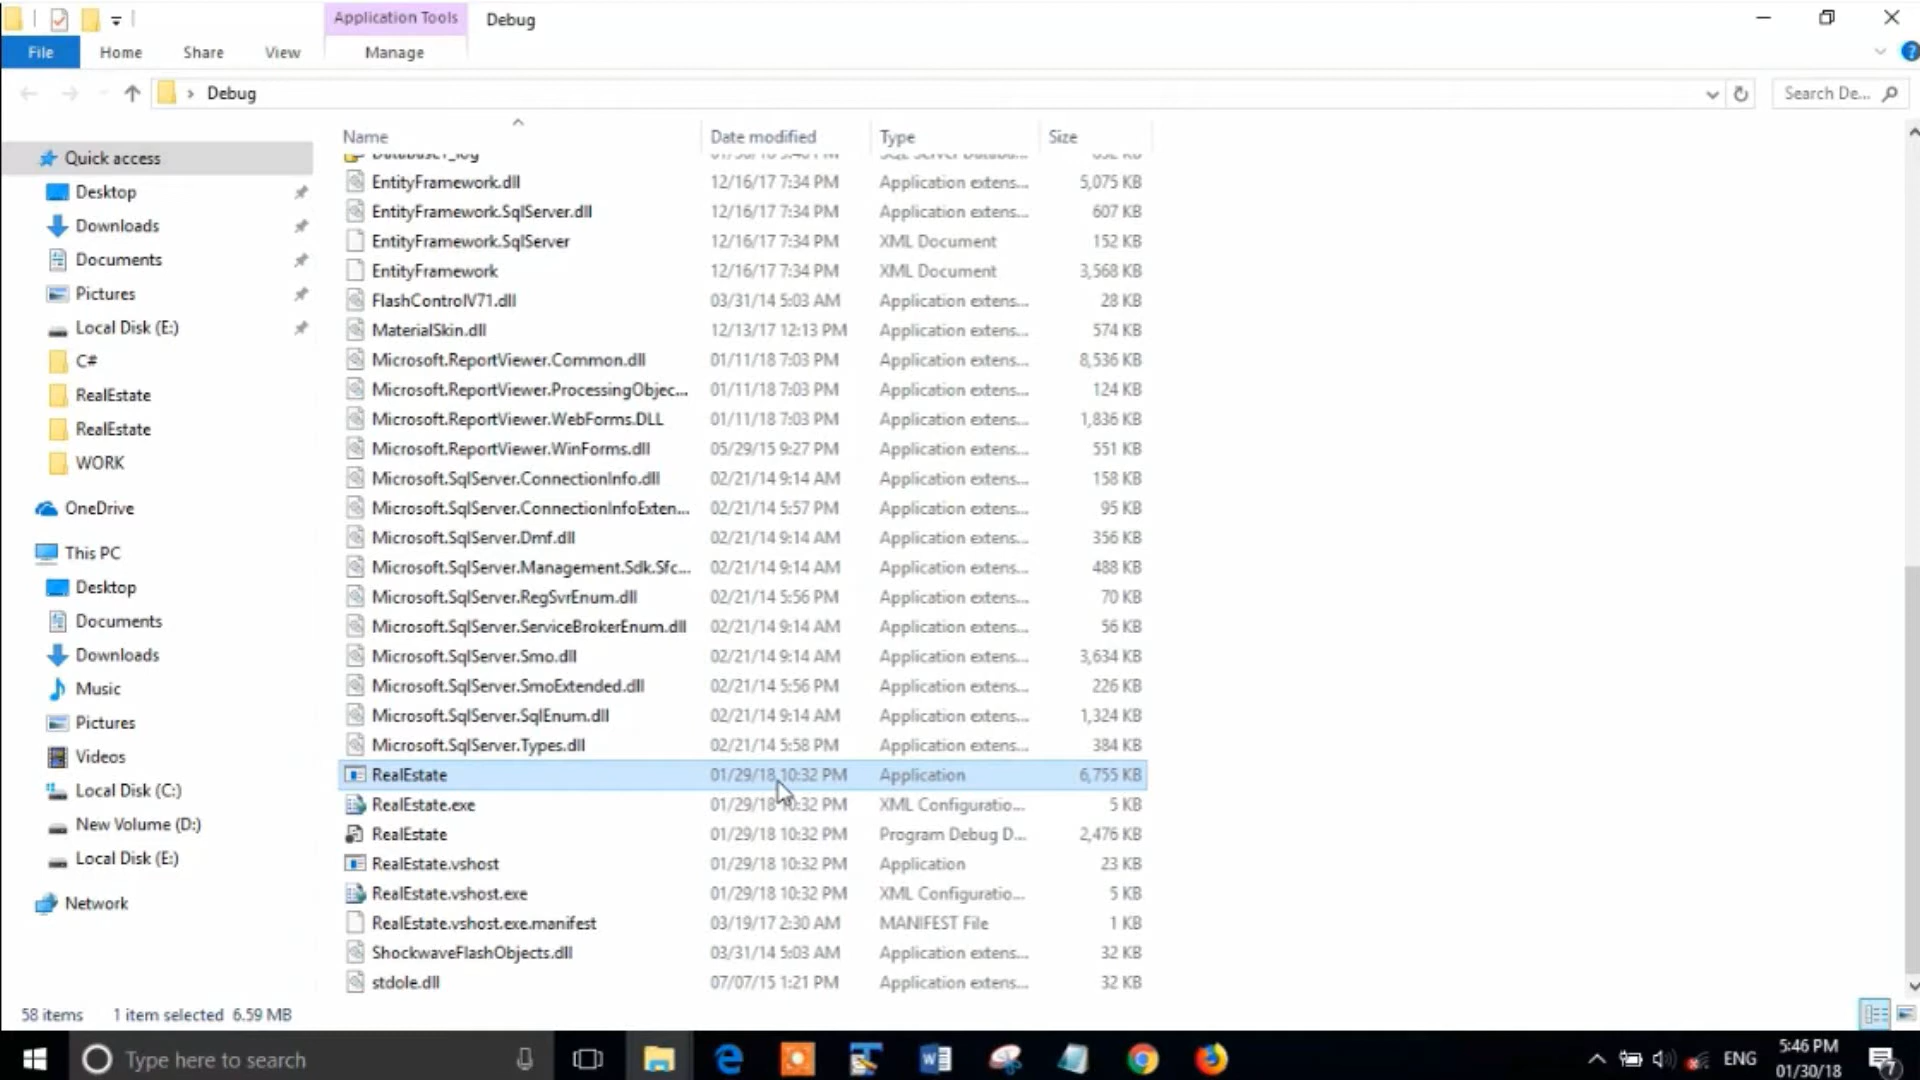 Application Tools Debug
File Home Share View Manage
Debug Search De...
Name Date modified Type Size
Quick access
Desktop
Downloads
Documents
Pictures
Local Disk (E:)
C#
RealEstate
RealEstate
WORK
OneDrive
This PC
Desktop
Documents
Downloads
Music
Pictures
Videos
Local Disk (C:)
New Volume (D:)
Local Disk (E:)
Network
EntityFramework.dll 12/16/17 7:34 PM Application extens... 5,075 KB
EntityFramework.SqlServer.dll 12/16/17 7:34 PM Application extens... 607 KB
EntityFramework.SqlServer 12/16/17 7:34 PM XML Document 152 KB
EntityFramework 12/16/17 7:34 PM XML Document 3,568 KB
FlashControlV71.dll 03/31/14 5:03 AM Application extens... 28 KB
MaterialSkin.dll 12/13/17 12:13 PM Application extens... 574 KB
Microsoft.ReportViewer.Common.dll 01/11/18 7:03 PM Application extens... 8,536 KB
Microsoft.ReportViewer.ProcessingObjec... 01/11/18 7:03 PM Application extens... 124 KB
Microsoft.ReportViewer.WebForms.DLL 01/11/18 7:03 PM Application extens... 1,836 KB
Microsoft.ReportViewer.WinForms.dll 05/29/15 9:27 PM Application extens... 551 KB
Microsoft.SqlServer.ConnectionInfo.dll 02/21/14 9:14 AM Application extens... 158 KB
Microsoft.SqlServer.ConnectionInfoExten... 02/21/14 5:57 PM Application extens... 95 KB
Microsoft.SqlServer.Dmf.dll 02/21/14 9:14 AM Application extens... 356 KB
Microsoft.SqlServer.Management.Sdk.Sfc... 02/21/14 9:14 AM Application extens... 488 KB
Microsoft.SqlServer.RegSvrEnum.dll 02/21/14 5:56 PM Application extens... 70 KB
Microsoft.SqlServer.ServiceBrokerEnum.dll 02/21/14 9:14 AM Application extens... 56 KB
Microsoft.SqlServer.Smo.dll 02/21/14 9:14 AM Application extens... 3,634 KB
Microsoft.SqlServer.SmoExtended.dll 02/21/14 5:56 PM Application extens... 226 KB
Microsoft.SqlServer.SqlEnum.dll 02/21/14 9:14 AM Application extens... 1,324 KB
Microsoft.SqlServer.Types.dll 02/21/14 5:58 PM Application extens... 384 KB
RealEstate 01/29/18 10:32 PM Application 6,755 KB
RealEstate.exe 01/29/18 10:32 PM XML Configuratio... 5 KB
RealEstate 01/29/18 10:32 PM Program Debug D... 2,476 KB
RealEstate.vshost 01/29/18 10:32 PM Application 23 KB
RealEstate.vshost.exe 01/29/18 10:32 PM XML Configuratio... 5 KB
RealEstate.vshost.exe.manifest 03/19/17 2:30 AM MANIFEST File 1 KB
ShockwaveFlashObjects.dll 03/31/14 5:03 AM Application extens... 32 KB
stdole.dll 07/07/15 1:21 PM Application extens... 32 KB
58 items 1 item selected 6.59 MB
Type here to search ENG 5:46 PM
01/30/18 7